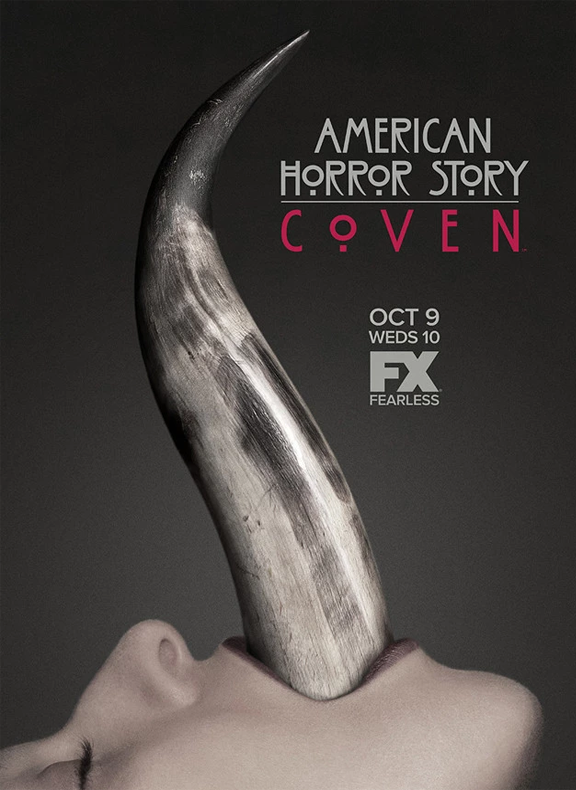 AMERICAN
HORROR STORY
COVEN
OCT 9
WEDS 10
FX
FEARLESS